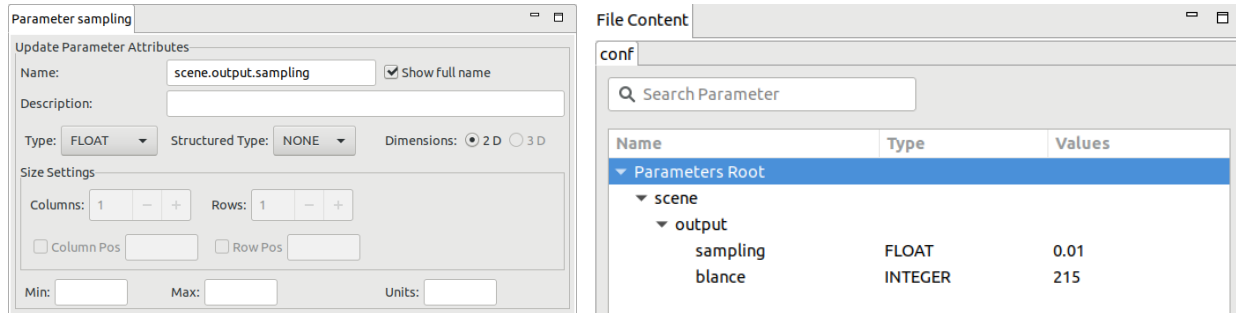 Parameter sampling
Update Parameter Attributes
Name: scene.output.sampling Show full name
Description:
Type: FLOAT Structured Type: NONE Dimensions: 2 D 3 D
Size Settings
Columns: 1 − + Rows: 1 − +
Column Pos Row Pos
Min: Max: Units:
File Content
conf
Search Parameter
Name Type Values
Parameters Root
scene
output
sampling FLOAT 0.01
blance INTEGER 215